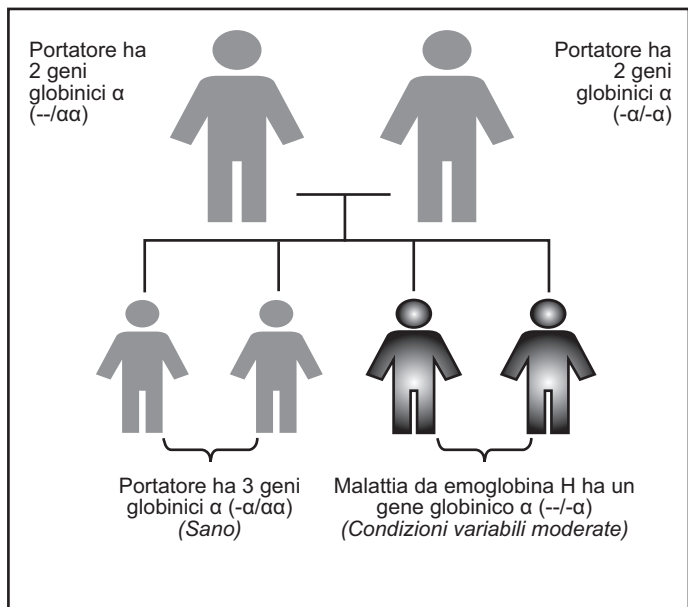 Portatore ha
2 geni
globinici α
(--/αα)
Portatore ha
2 geni
globinici α
(-α/-α)
Portatore ha 3 geni
globinici α (-α/αα)
(Sano)
Malattia da emoglobina H ha un
gene globinico α (--/-α)
(Condizioni variabili moderate)